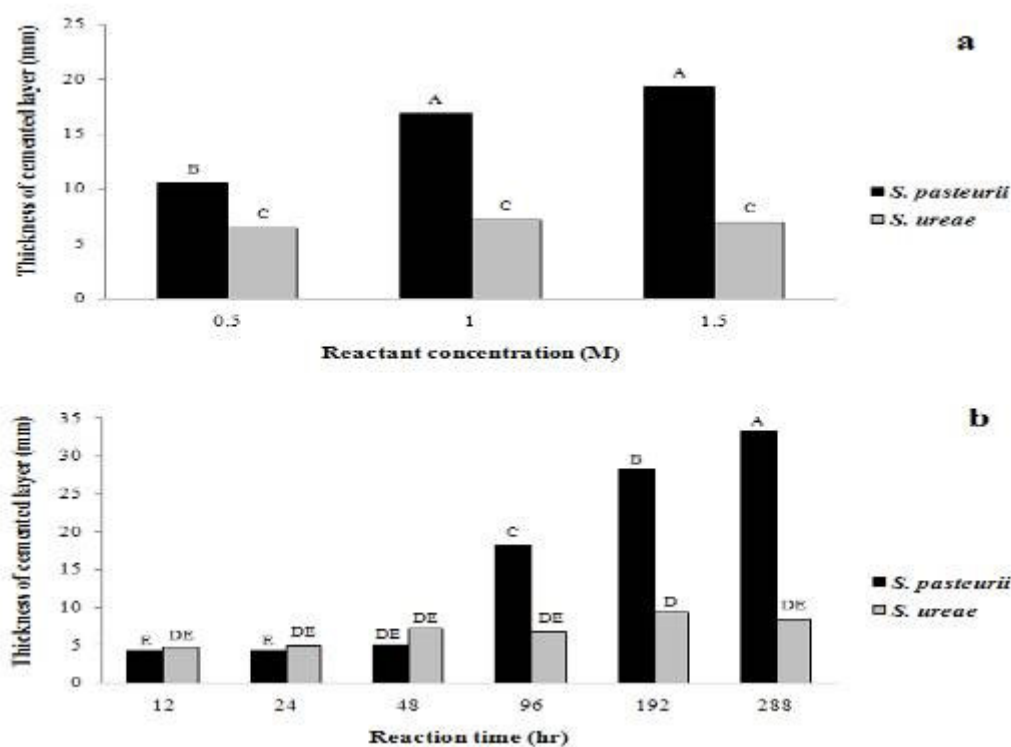 a
Thickness of cemented layer (mm)
25
20
15
10
5
0
B
C
A
C
A
C
0.5
1
1.5
Reactant concentration (M)
S. pasteurii
S. ureae
b
Thickness of cemented layer (mm)
35
30
25
20
15
10
5
0
E
DE
E
DE
DE
DE
C
DE
B
D
A
DE
12
24
48
96
192
288
Reaction time (hr)
S. pasteurii
S. ureae